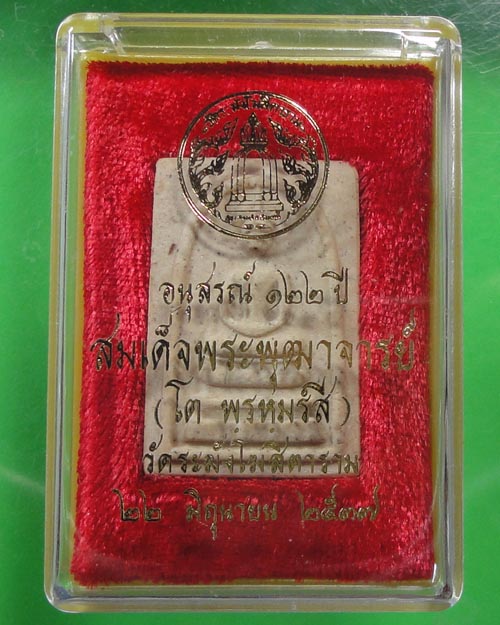 อนุสรณ์ ๑๒๒ ปี
สมเด็จพระพุฒาจารย์
(โต พฺรหฺมรํสี)
วัดระฆังโฆสิตาราม
๒๒ มิถุนายน ๒๕๓๗